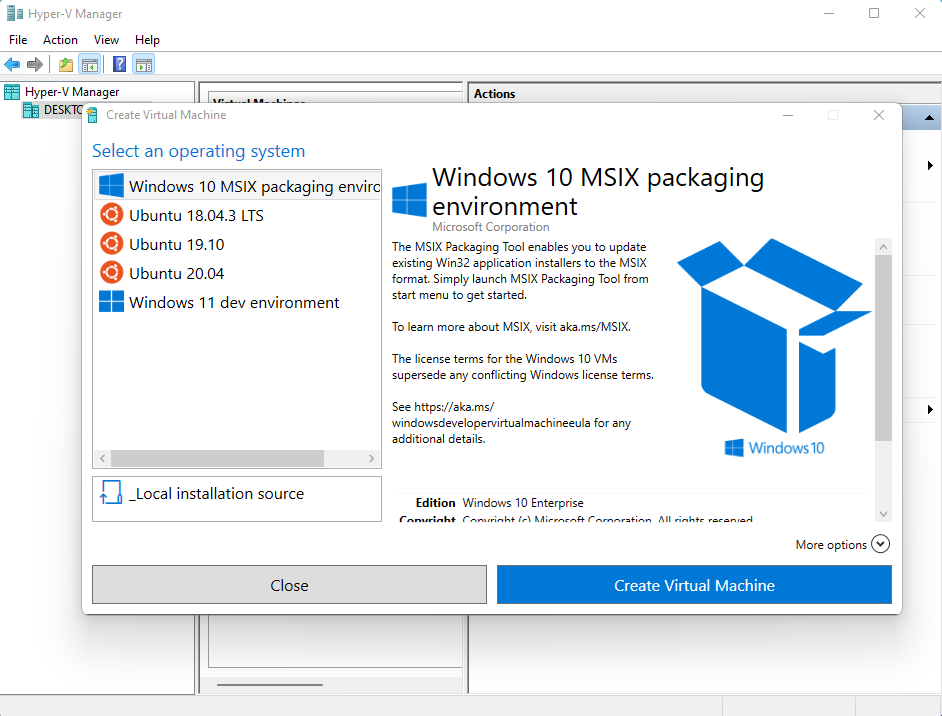 Hyper-V Manager
File Action View Help
Hyper-V Manager
DESKTO
Virtual Machines
Actions
Create Virtual Machine
Select an operating system
Windows 10 MSIX packaging enviro
Ubuntu 18.04.3 LTS
Ubuntu 19.10
Ubuntu 20.04
Windows 11 dev environment
_Local installation source
Windows 10 MSIX packaging
environment
Microsoft Corporation
The MSIX Packaging Tool enables you to update
existing Win32 application installers to the MSIX
format. Simply launch MSIX Packaging Tool from
start menu to get started.
To learn more about MSIX, visit aka.ms/MSIX.
The license terms for the Windows 10 VMs
supersede any conflicting Windows license terms.
See https://aka.ms/
windowsdevelopervirtualmachineeula for any
additional details.
Windows 10
Edition Windows 10 Enterprise
Copyright Copyright (c) Microsoft Corporation. All rights reserved.
More options
Close
Create Virtual Machine